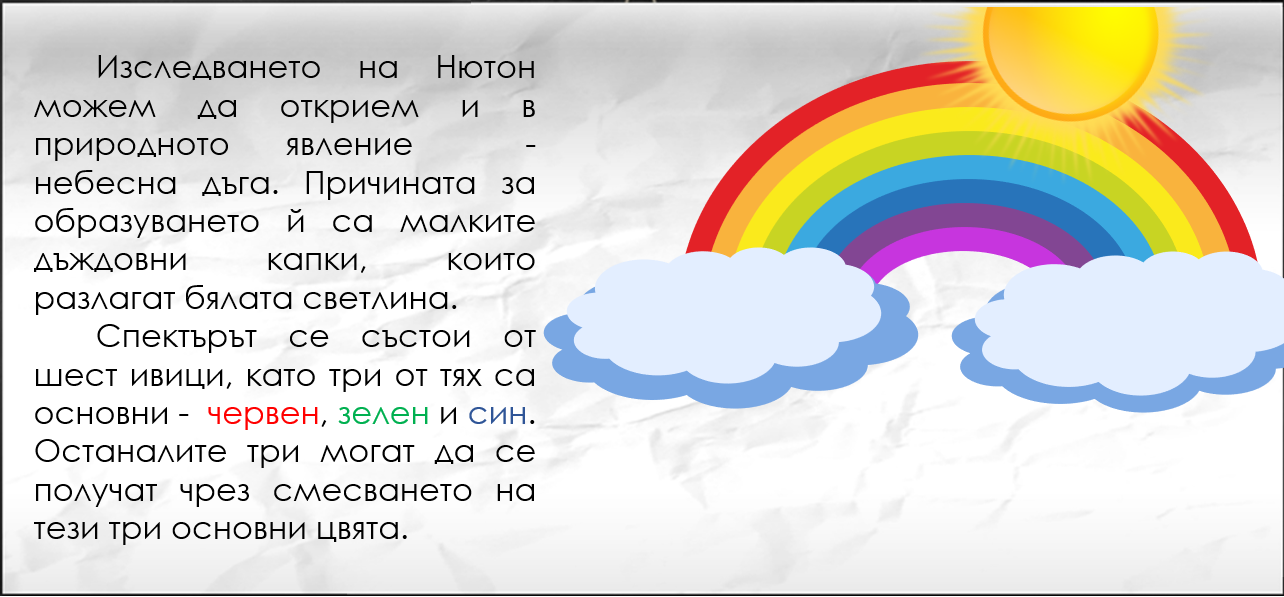 Изследването на Нютон
можем да открием и в
природното явление -
небесна дъга. Причината за
образуването ѝ са малките
дъждовни капки, които
разлагат бялата светлина.
Спектърът се състои от
шест ивици, като три от тях са
основни - червен, зелен и син.
Останалите три могат да се
получат чрез смесването на
тези три основни цвята.